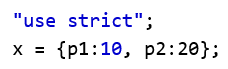 "use strict";
x = {p1:10, p2:20};